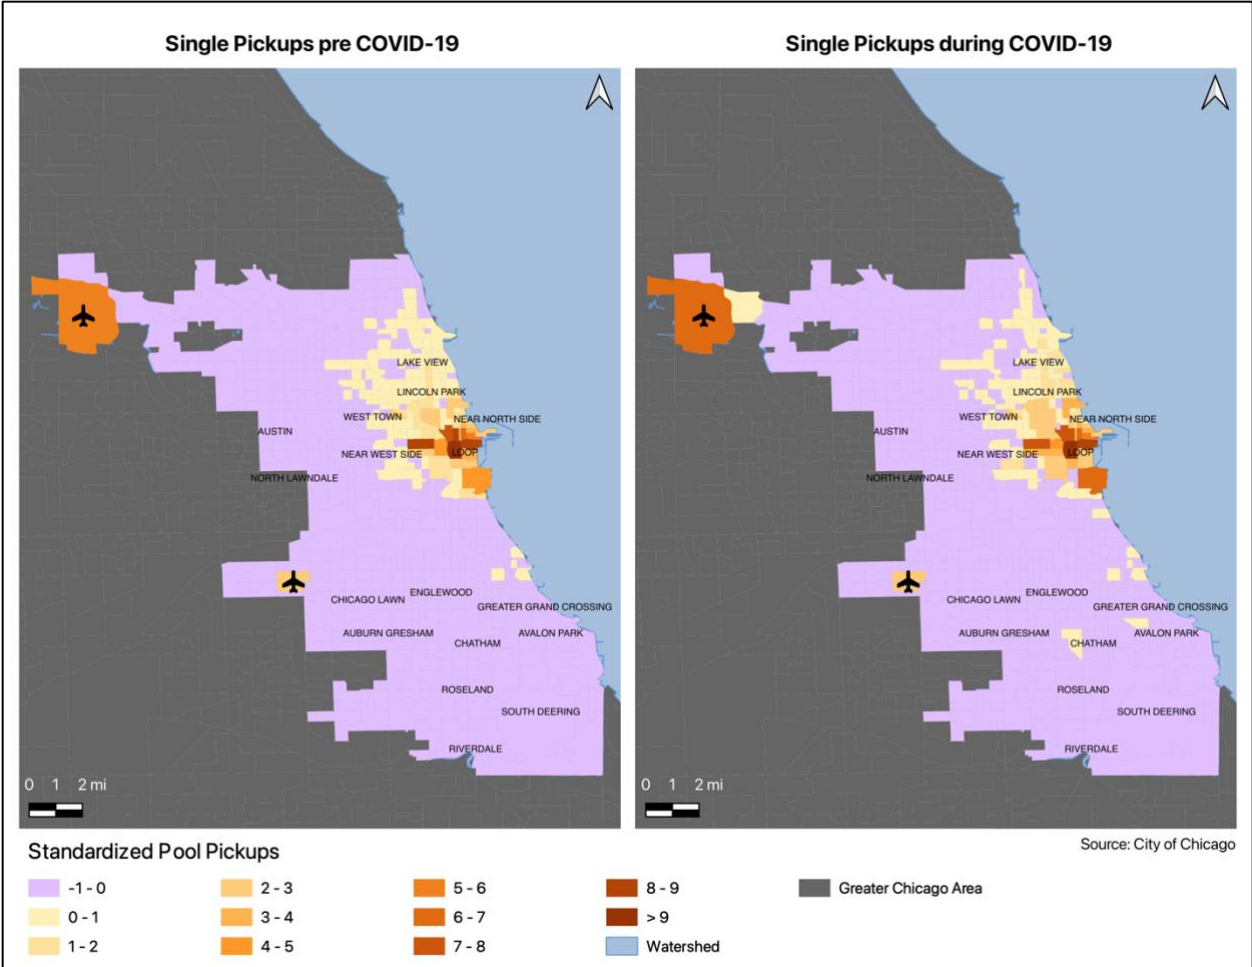 Single Pickups pre COVID-19
Single Pickups during COVID-19
LAKE VIEW
LINCOLN PARK
WEST TOWN
NEAR NORTH SIDE
AUSTIN
NEAR WEST SIDE
LOOP
NORTH LAWNDALE
ENGLEWOOD
CHICAGO LAWN
GREATER GRAND CROSSING
AUBURN GRESHAM
AVALON PARK
CHATHAM
ROSELAND
SOUTH DEERING
RIVERDALE
0 1 2 mi
LAKE VIEW
LINCOLN PARK
WEST TOWN
NEAR NORTH SIDE
AUSTIN
NEAR WEST SIDE
LOOP
NORTH LAWNDALE
ENGLEWOOD
CHICAGO LAWN
GREATER GRAND CROSSING
AUBURN GRESHAM
AVALON PARK
CHATHAM
ROSELAND
SOUTH DEERING
RIVERDALE
0 1 2 mi
Source: City of Chicago
Standardized Pool Pickups
-1 - 0
0 - 1
1 - 2
2 - 3
3 - 4
4 - 5
5 - 6
6 - 7
7 - 8
8 - 9
> 9
Watershed
Greater Chicago Area